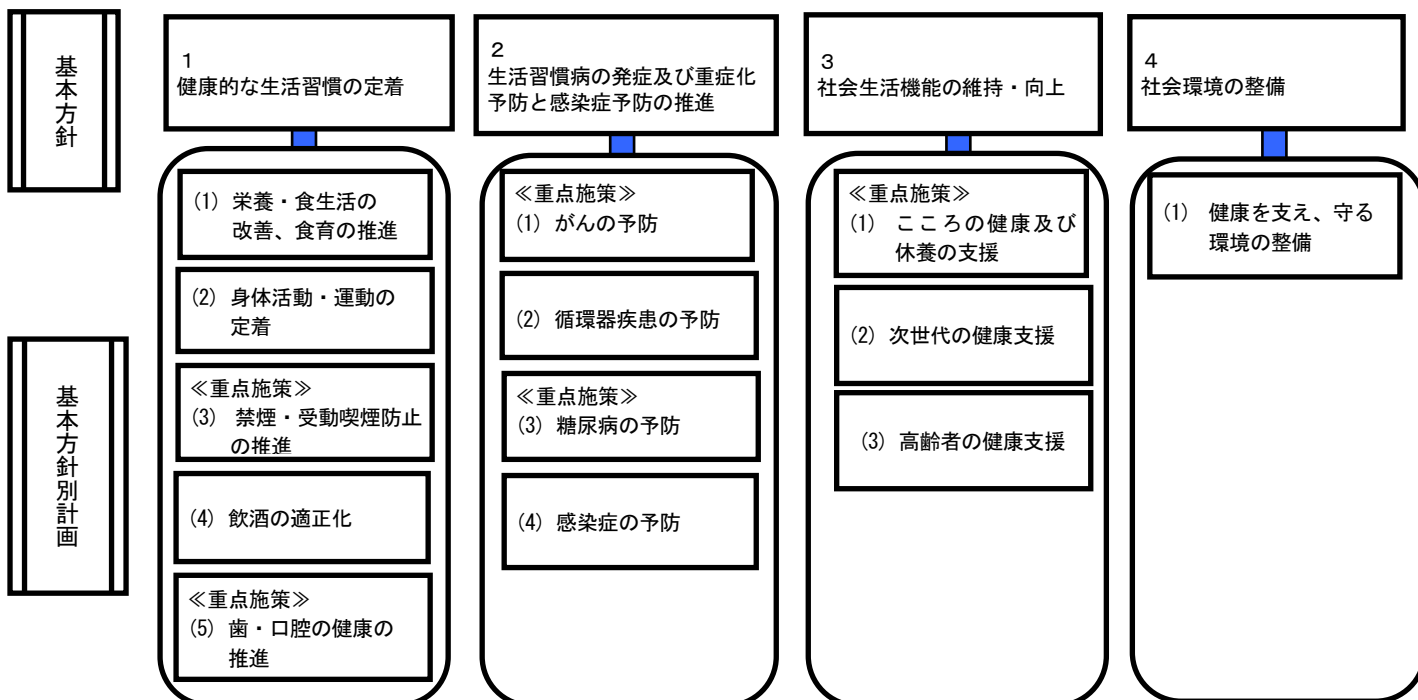 基本方針
1
健康的な生活習慣の定着
2
生活習慣病の発症及び重症化
予防と感染症予防の推進
3
社会生活機能の維持・向上
4
社会環境の整備
基本方針別計画
(1) 栄養・食生活の
改善、食育の推進
(2) 身体活動・運動の
定着
≪重点施策≫
(3) 禁煙・受動喫煙防止
の推進
(4) 飲酒の適正化
≪重点施策≫
(5) 歯・口腔の健康の
推進
≪重点施策≫
(1) がんの予防
(2) 循環器疾患の予防
≪重点施策≫
(3) 糖尿病の予防
(4) 感染症の予防
≪重点施策≫
(1) こころの健康及び
休養の支援
(2) 次世代の健康支援
(3) 高齢者の健康支援
(1) 健康を支え、守る
環境の整備